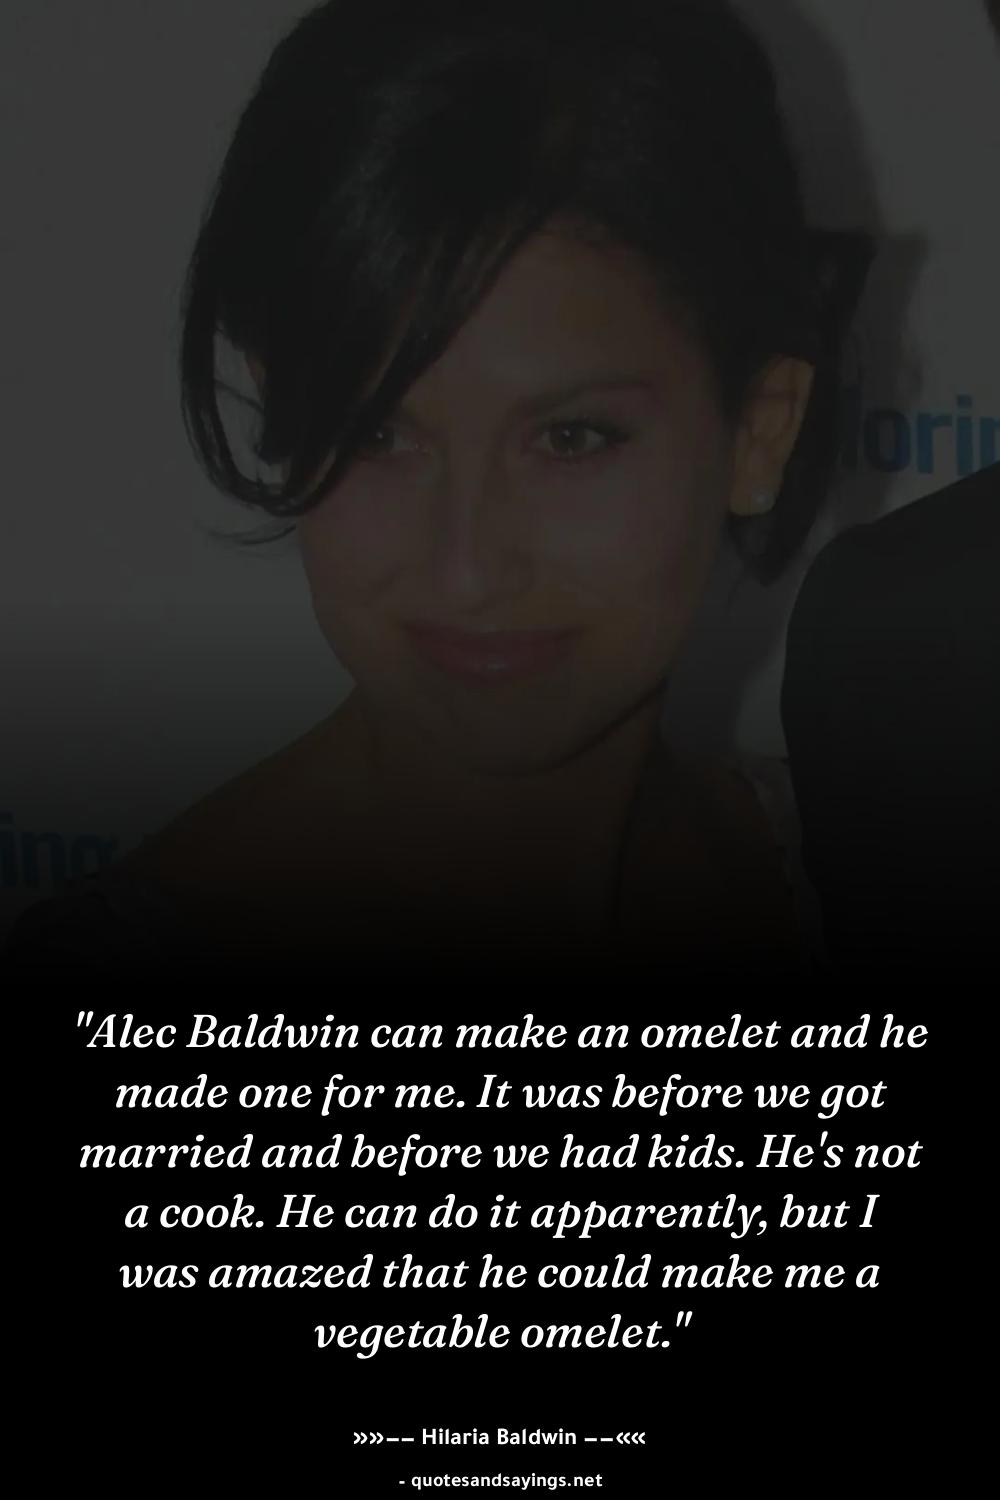 lorin
ing
"Alec Baldwin can make an omelet and he
made one for me. It was before we got
married and before we had kids. He's not
a cook. He can do it apparently, but I
was amazed that he could make me a
vegetable omelet."
»»–– Hilaria Baldwin ––««
- quotesandsayings.net